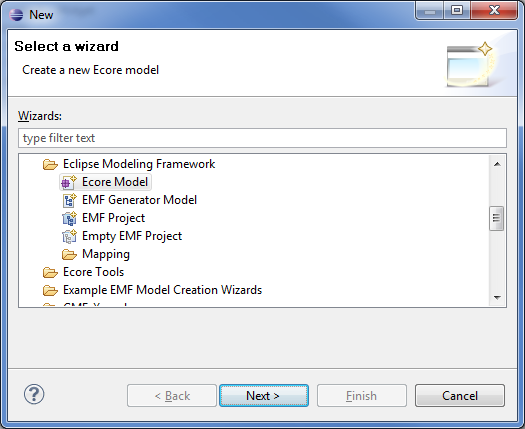 New
Select a wizard
Create a new Ecore model
Wizards:
type filter text
Eclipse Modeling Framework
Ecore Model
EMF Generator Model
EMF Project
Empty EMF Project
Mapping
Ecore Tools
Example EMF Model Creation Wizards
?
< Back
Next >
Finish
Cancel